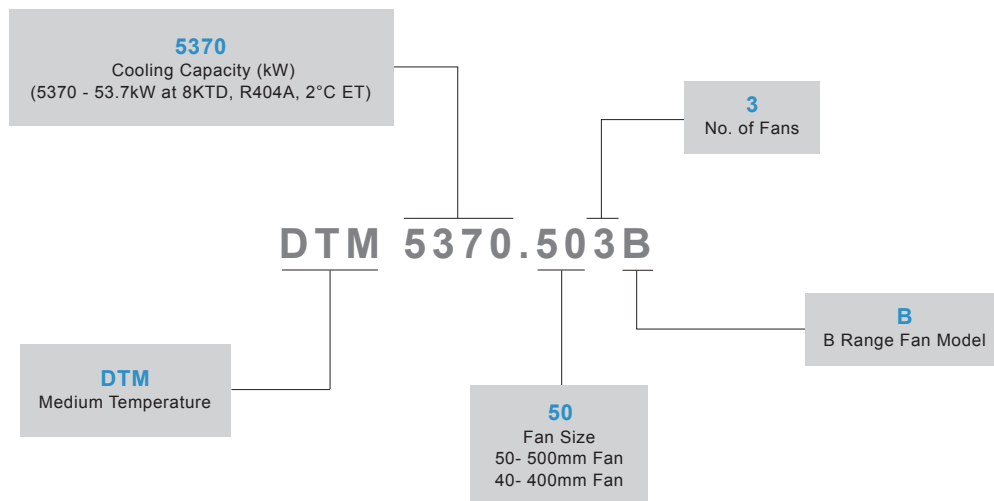 5370
Cooling Capacity (kW)
(5370 - 53.7kW at 8KTD, R404A, 2°C ET)
3
No. of Fans
DTM 5370.503B
B
B Range Fan Model
DTM
Medium Temperature
50
Fan Size
50- 500mm Fan
40- 400mm Fan